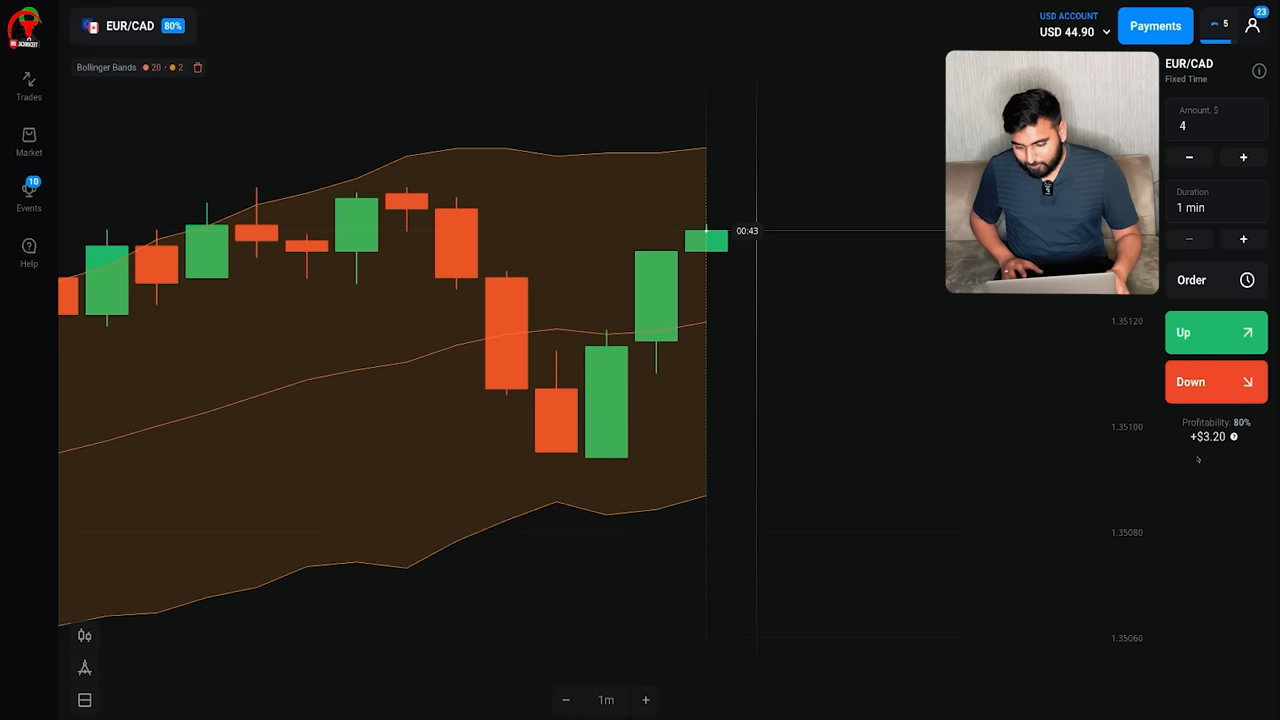 EUR/CAD 80%
USD ACCOUNT
USD 44.90
Payments
5
23
Bollinger Bands 20 2
EUR/CAD
Fixed Time
Trades
Amount, $
4
Market
10
Events
Duration
1 min
00:43
Help
Order
1.35120
Up
Down
Profitability: 80%
+$3.20
1.35100
1.35080
1.35060
1m